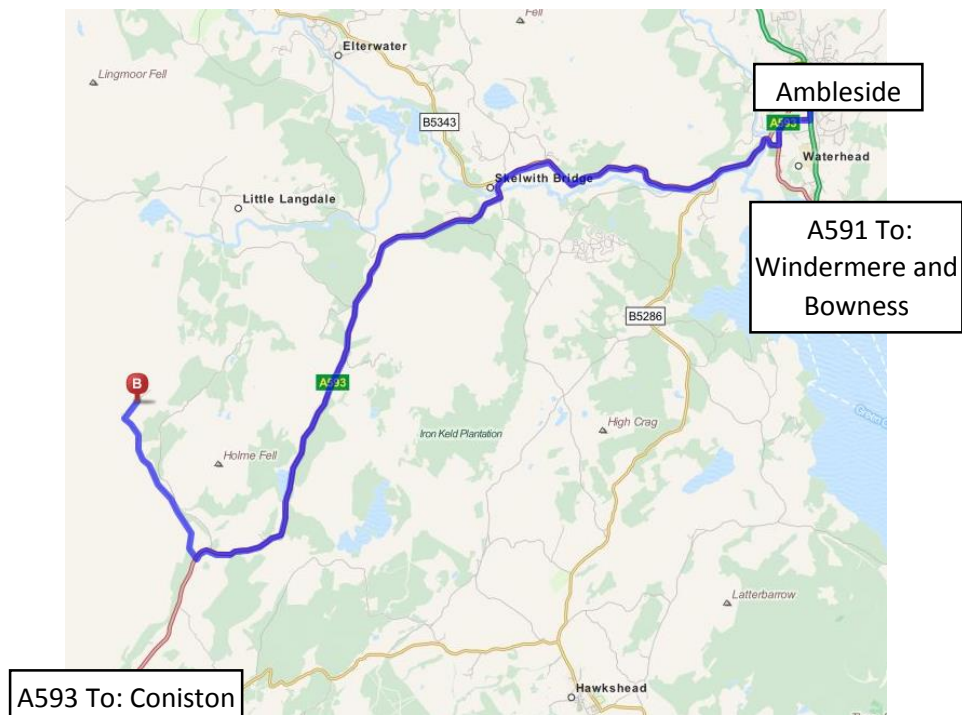 Fell
Elterwater
Lingmoor Fell
Ambleside
B5343
A593
Waterhead
Skelwith Bridge
Little Langdale
A591 To:
Windermere and
Bowness
B5286
B
A593
High Crag
Iron Keld Plantation
Holme Fell
Latterbarrow
A593 To: Coniston
Hawkshead